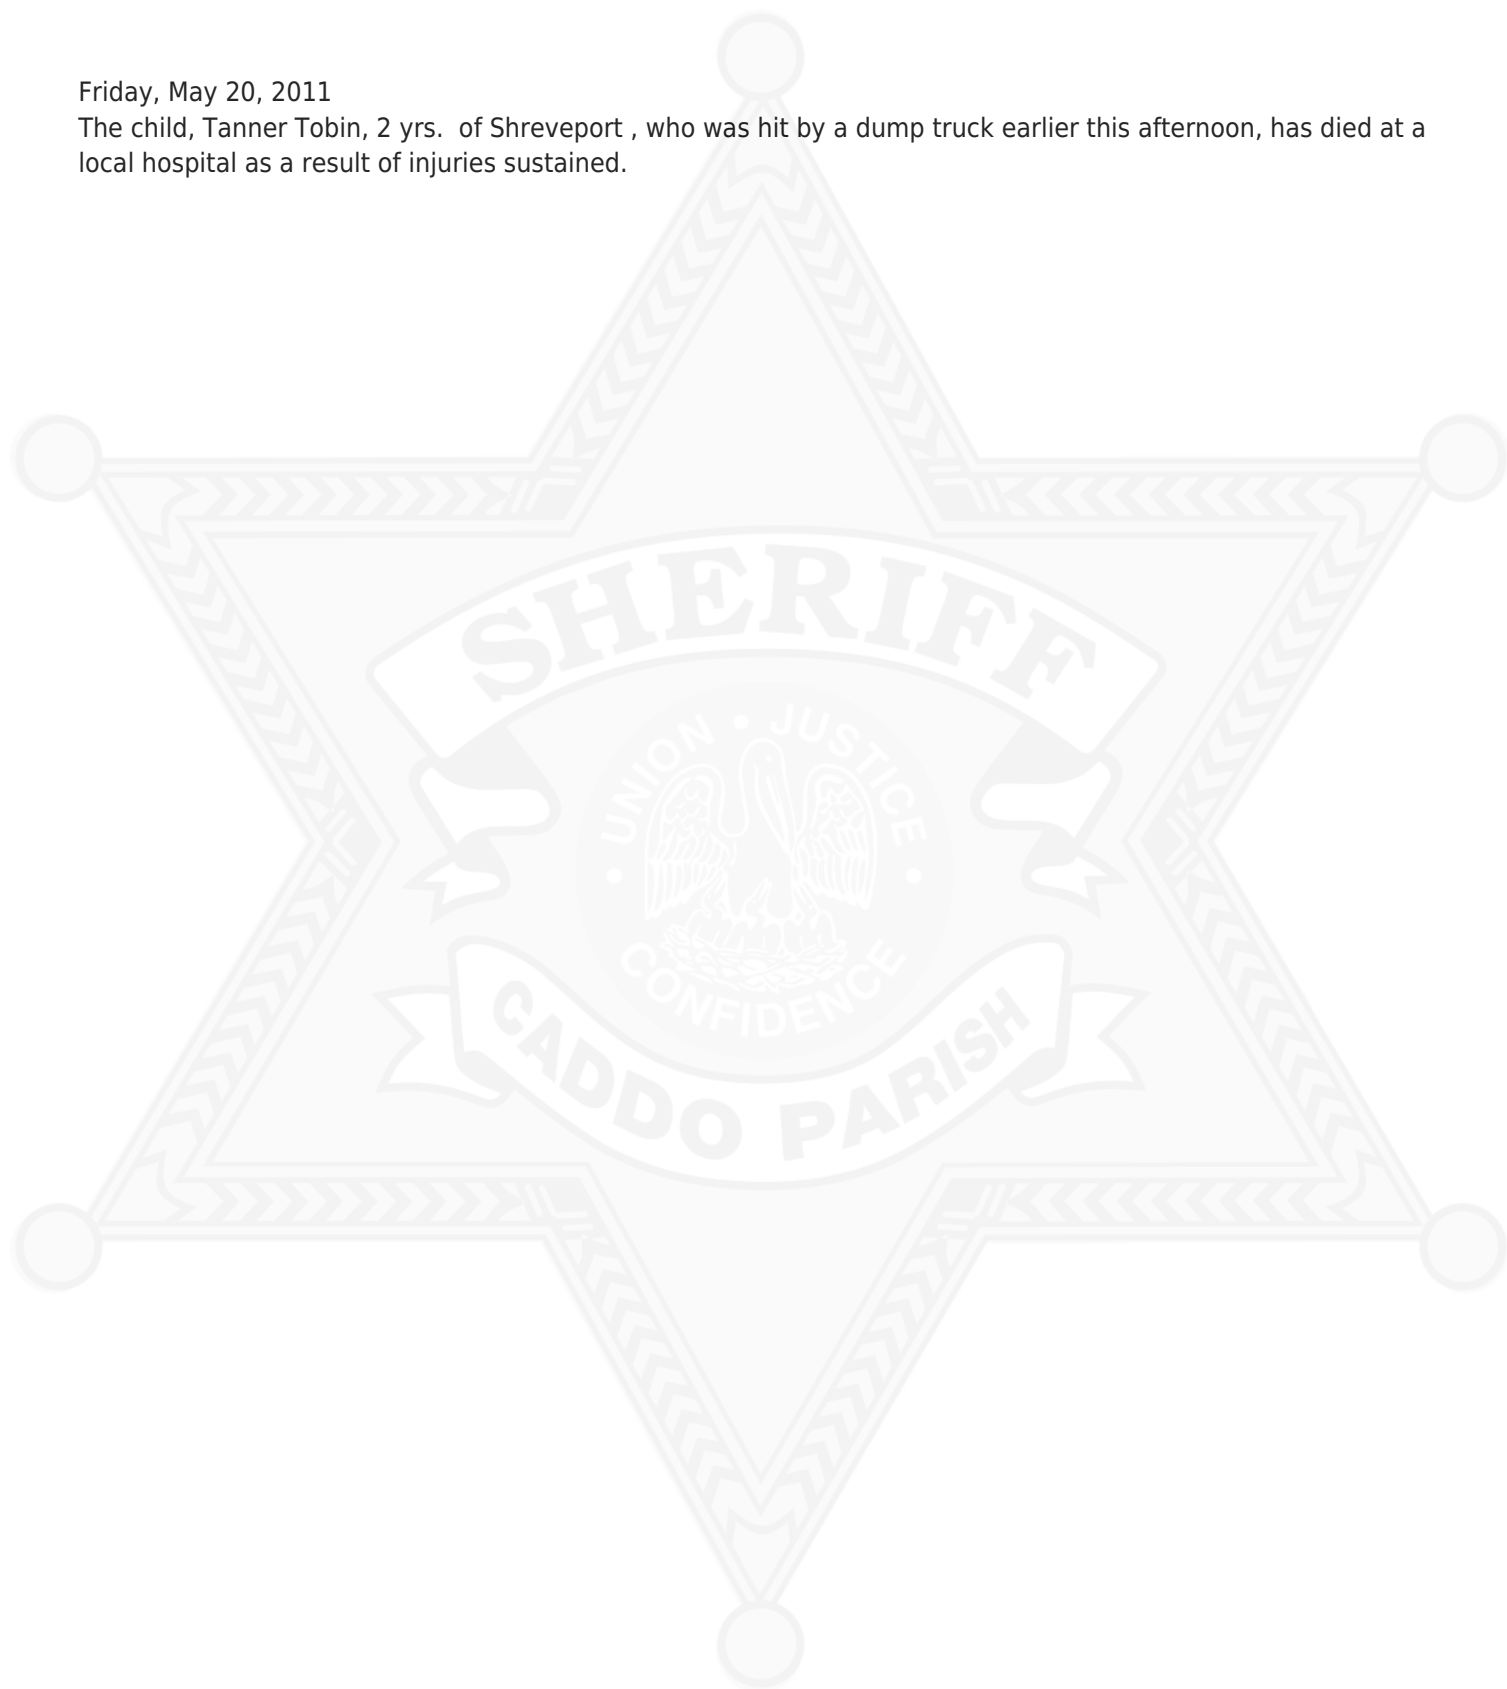 Friday, May 20, 2011
The child, Tanner Tobin, 2 yrs.  of Shreveport , who was hit by a dump truck earlier this afternoon, has died at a
local hospital as a result of injuries sustained.
SHERIFF
UNION • JUSTICE
• CONFIDENCE •
CADDO PARISH